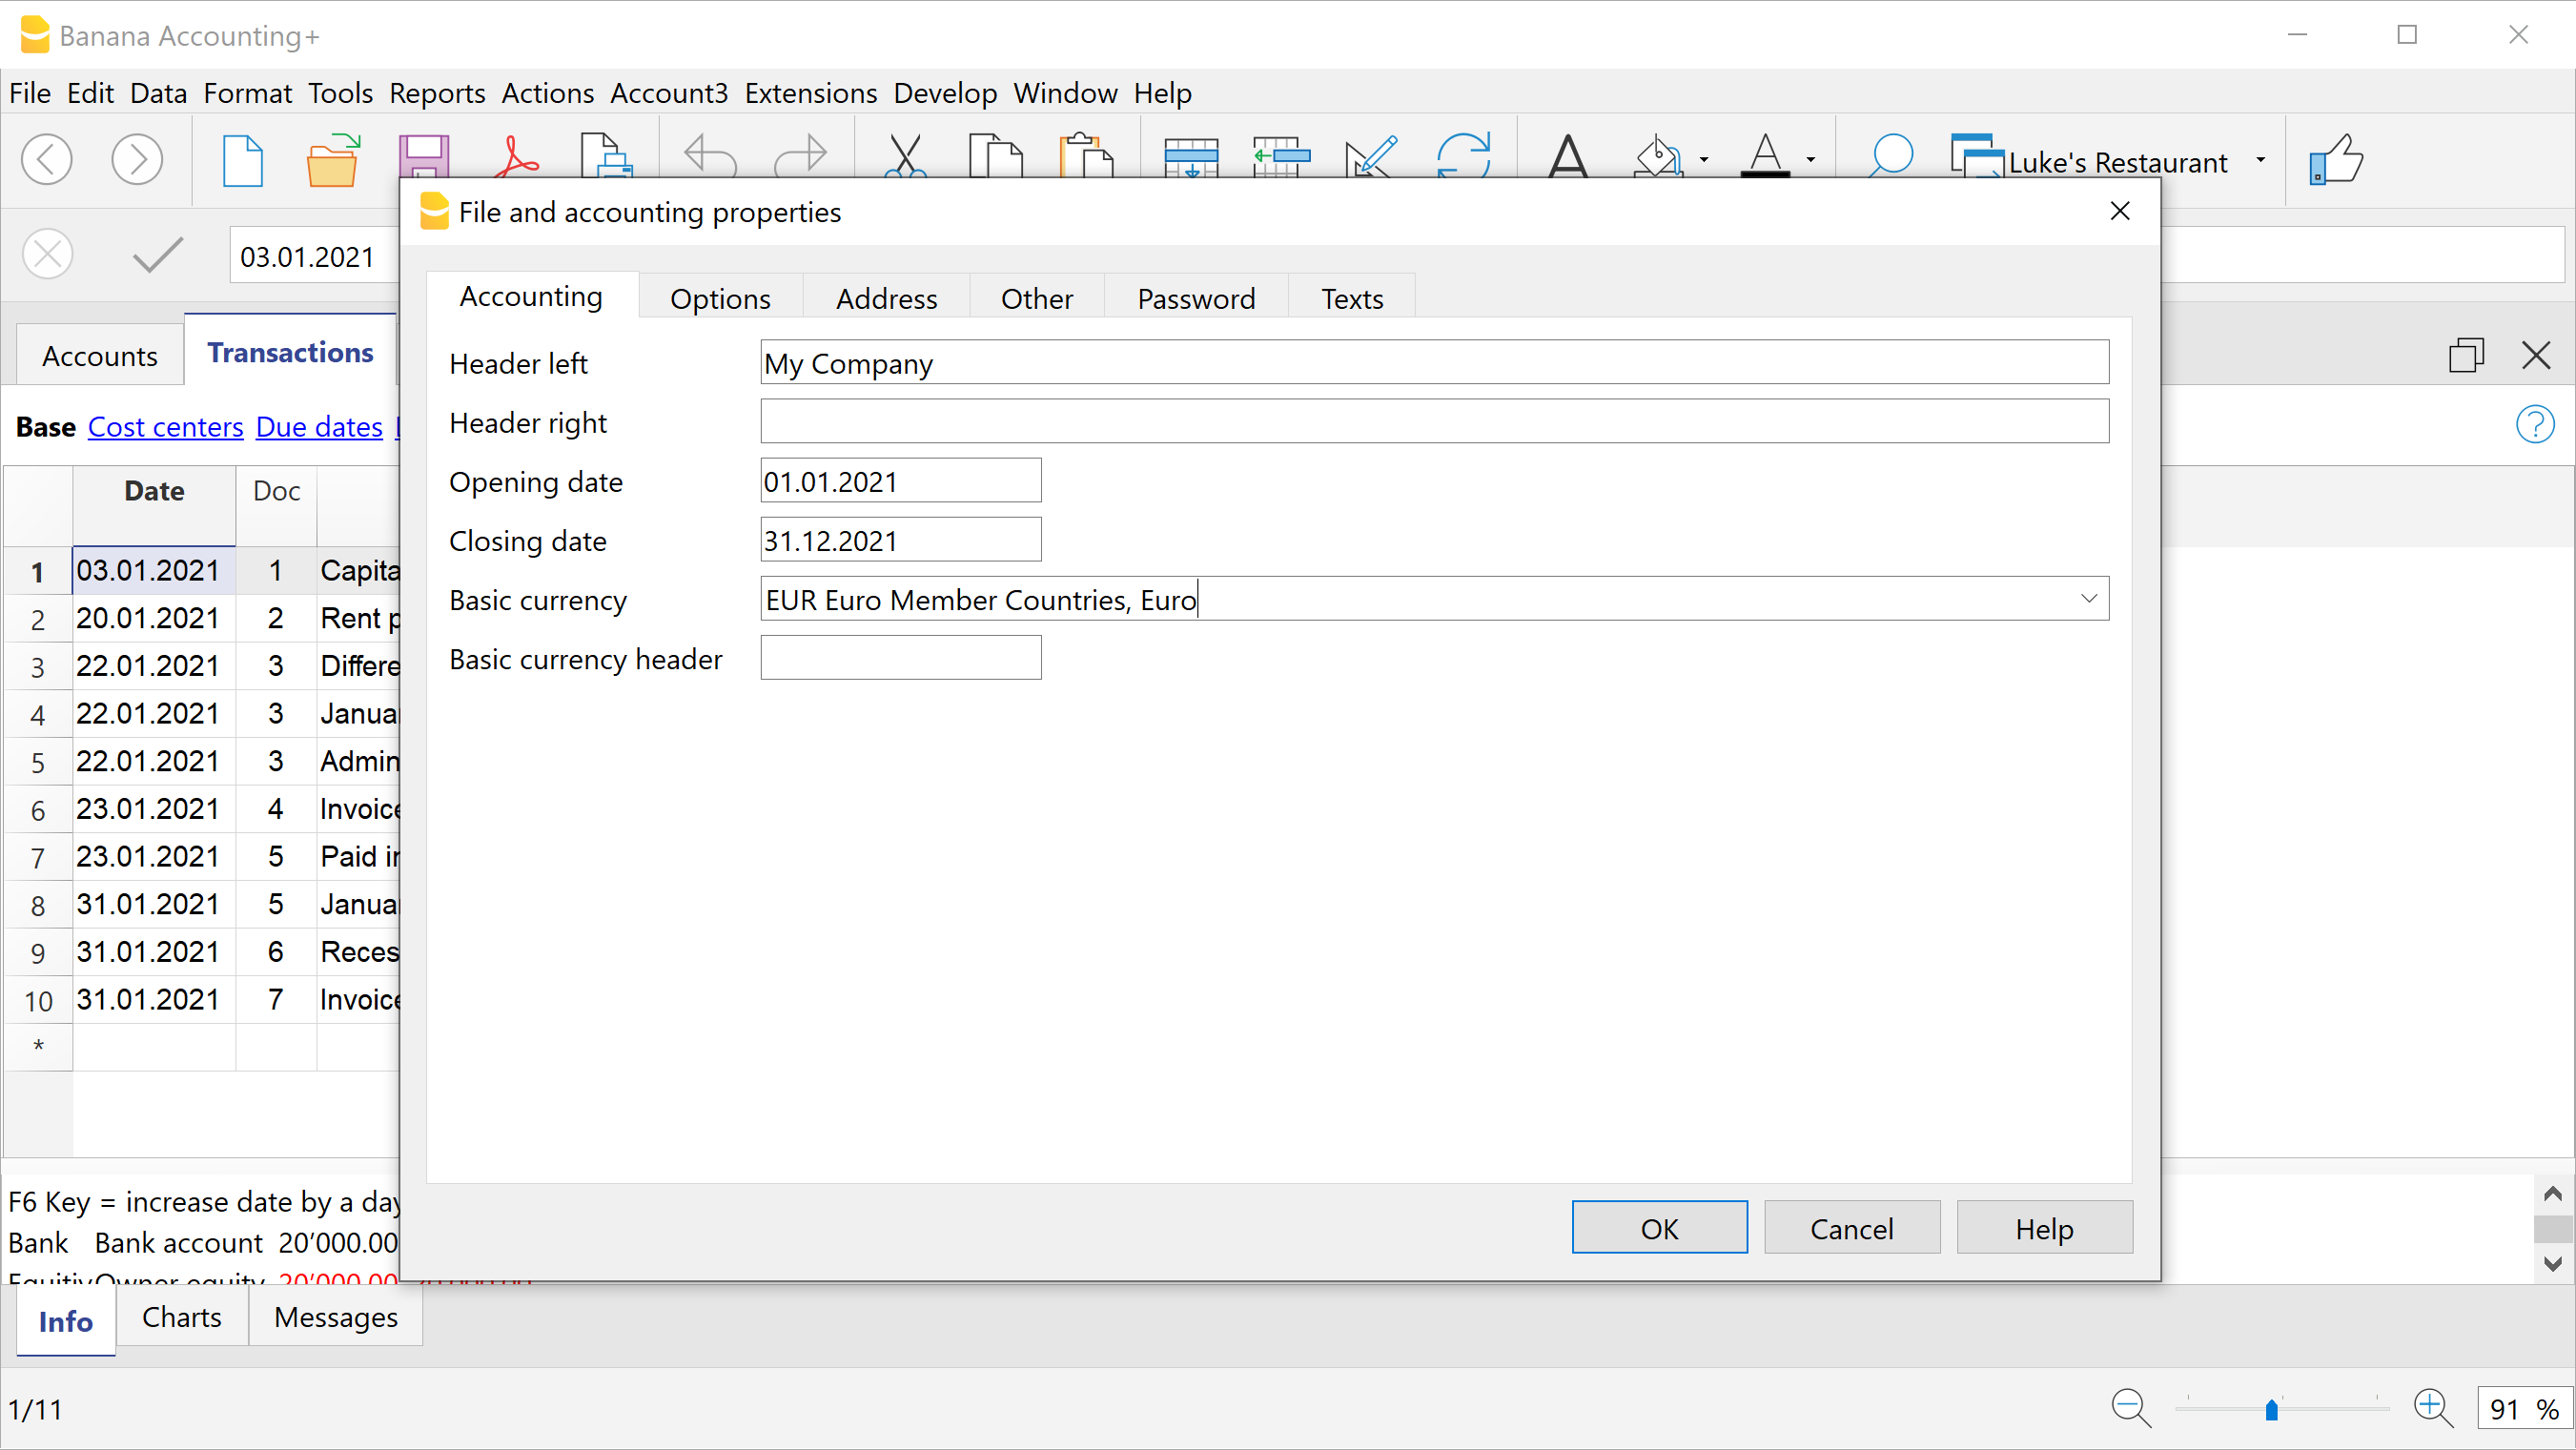 Banana Accounting+
File Edit Data Format Tools Reports Actions Account3 Extensions Develop Window Help
Luke's Restaurant
03.01.2021
File and accounting properties
Accounting Options Address Other Password Texts
Header left My Company
Header right
Opening date 01.01.2021
Closing date 31.12.2021
Basic currency EUR Euro Member Countries, Euro
Basic currency header
OK Cancel Help
Accounts Transactions
Base Cost centers Due dates
Date Doc
1 03.01.2021 1 Capita
2 20.01.2021 2 Rent p
3 22.01.2021 3 Differe
4 22.01.2021 3 Janua
5 22.01.2021 3 Admin
6 23.01.2021 4 Invoice
7 23.01.2021 5 Paid in
8 31.01.2021 5 Janua
9 31.01.2021 6 Reces
10 31.01.2021 7 Invoice
*
F6 Key = increase date by a day
Bank Bank account 20'000.00
Equitiy Owner equity 20'000.00
Info Charts Messages
1/11
91 %